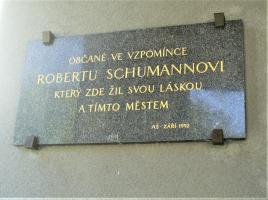 OBČANÉ VE VZPOMÍNCE
ROBERTU SCHUMANNOVI
KTERÝ ZDE ŽIL SVOU LÁSKOU
A TÍMTO MĚSTEM
AŠ - ZÁŘÍ 1992